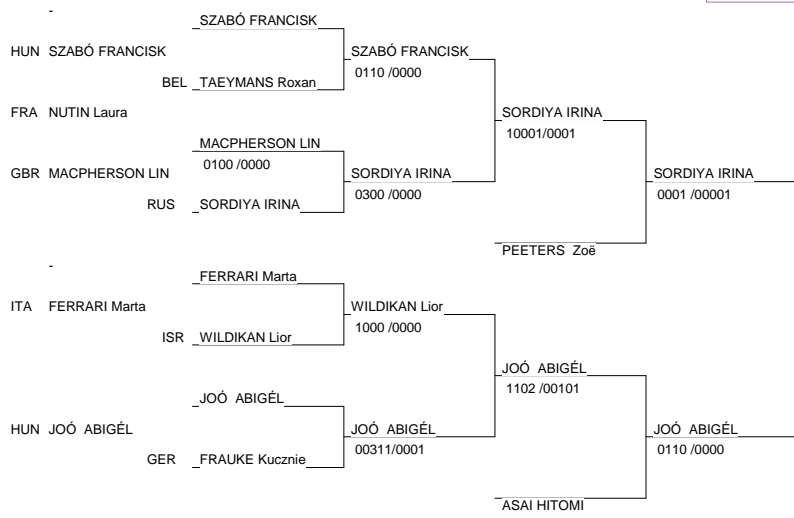 -
SZABÓ FRANCISK
HUN SZABÓ FRANCISK
SZABÓ FRANCISK
0110 /0000
BEL TAEYMANS Roxan
FRA NUTIN Laura
SORDIYA IRINA
10001/0001
MACPHERSON LIN
0100 /0000
GBR MACPHERSON LIN
SORDIYA IRINA
0300 /0000
SORDIYA IRINA
0001 /00001
RUS SORDIYA IRINA
PEETERS Zoë
-
FERRARI Marta
ITA FERRARI Marta
WILDIKAN Lior
1000 /0000
ISR WILDIKAN Lior
JOÓ ABIGÉL
1102 /00101
JOÓ ABIGÉL
HUN JOÓ ABIGÉL
JOÓ ABIGÉL
00311/0001
JOÓ ABIGÉL
0110 /0000
GER FRAUKE Kucznie
ASAI HITOMI